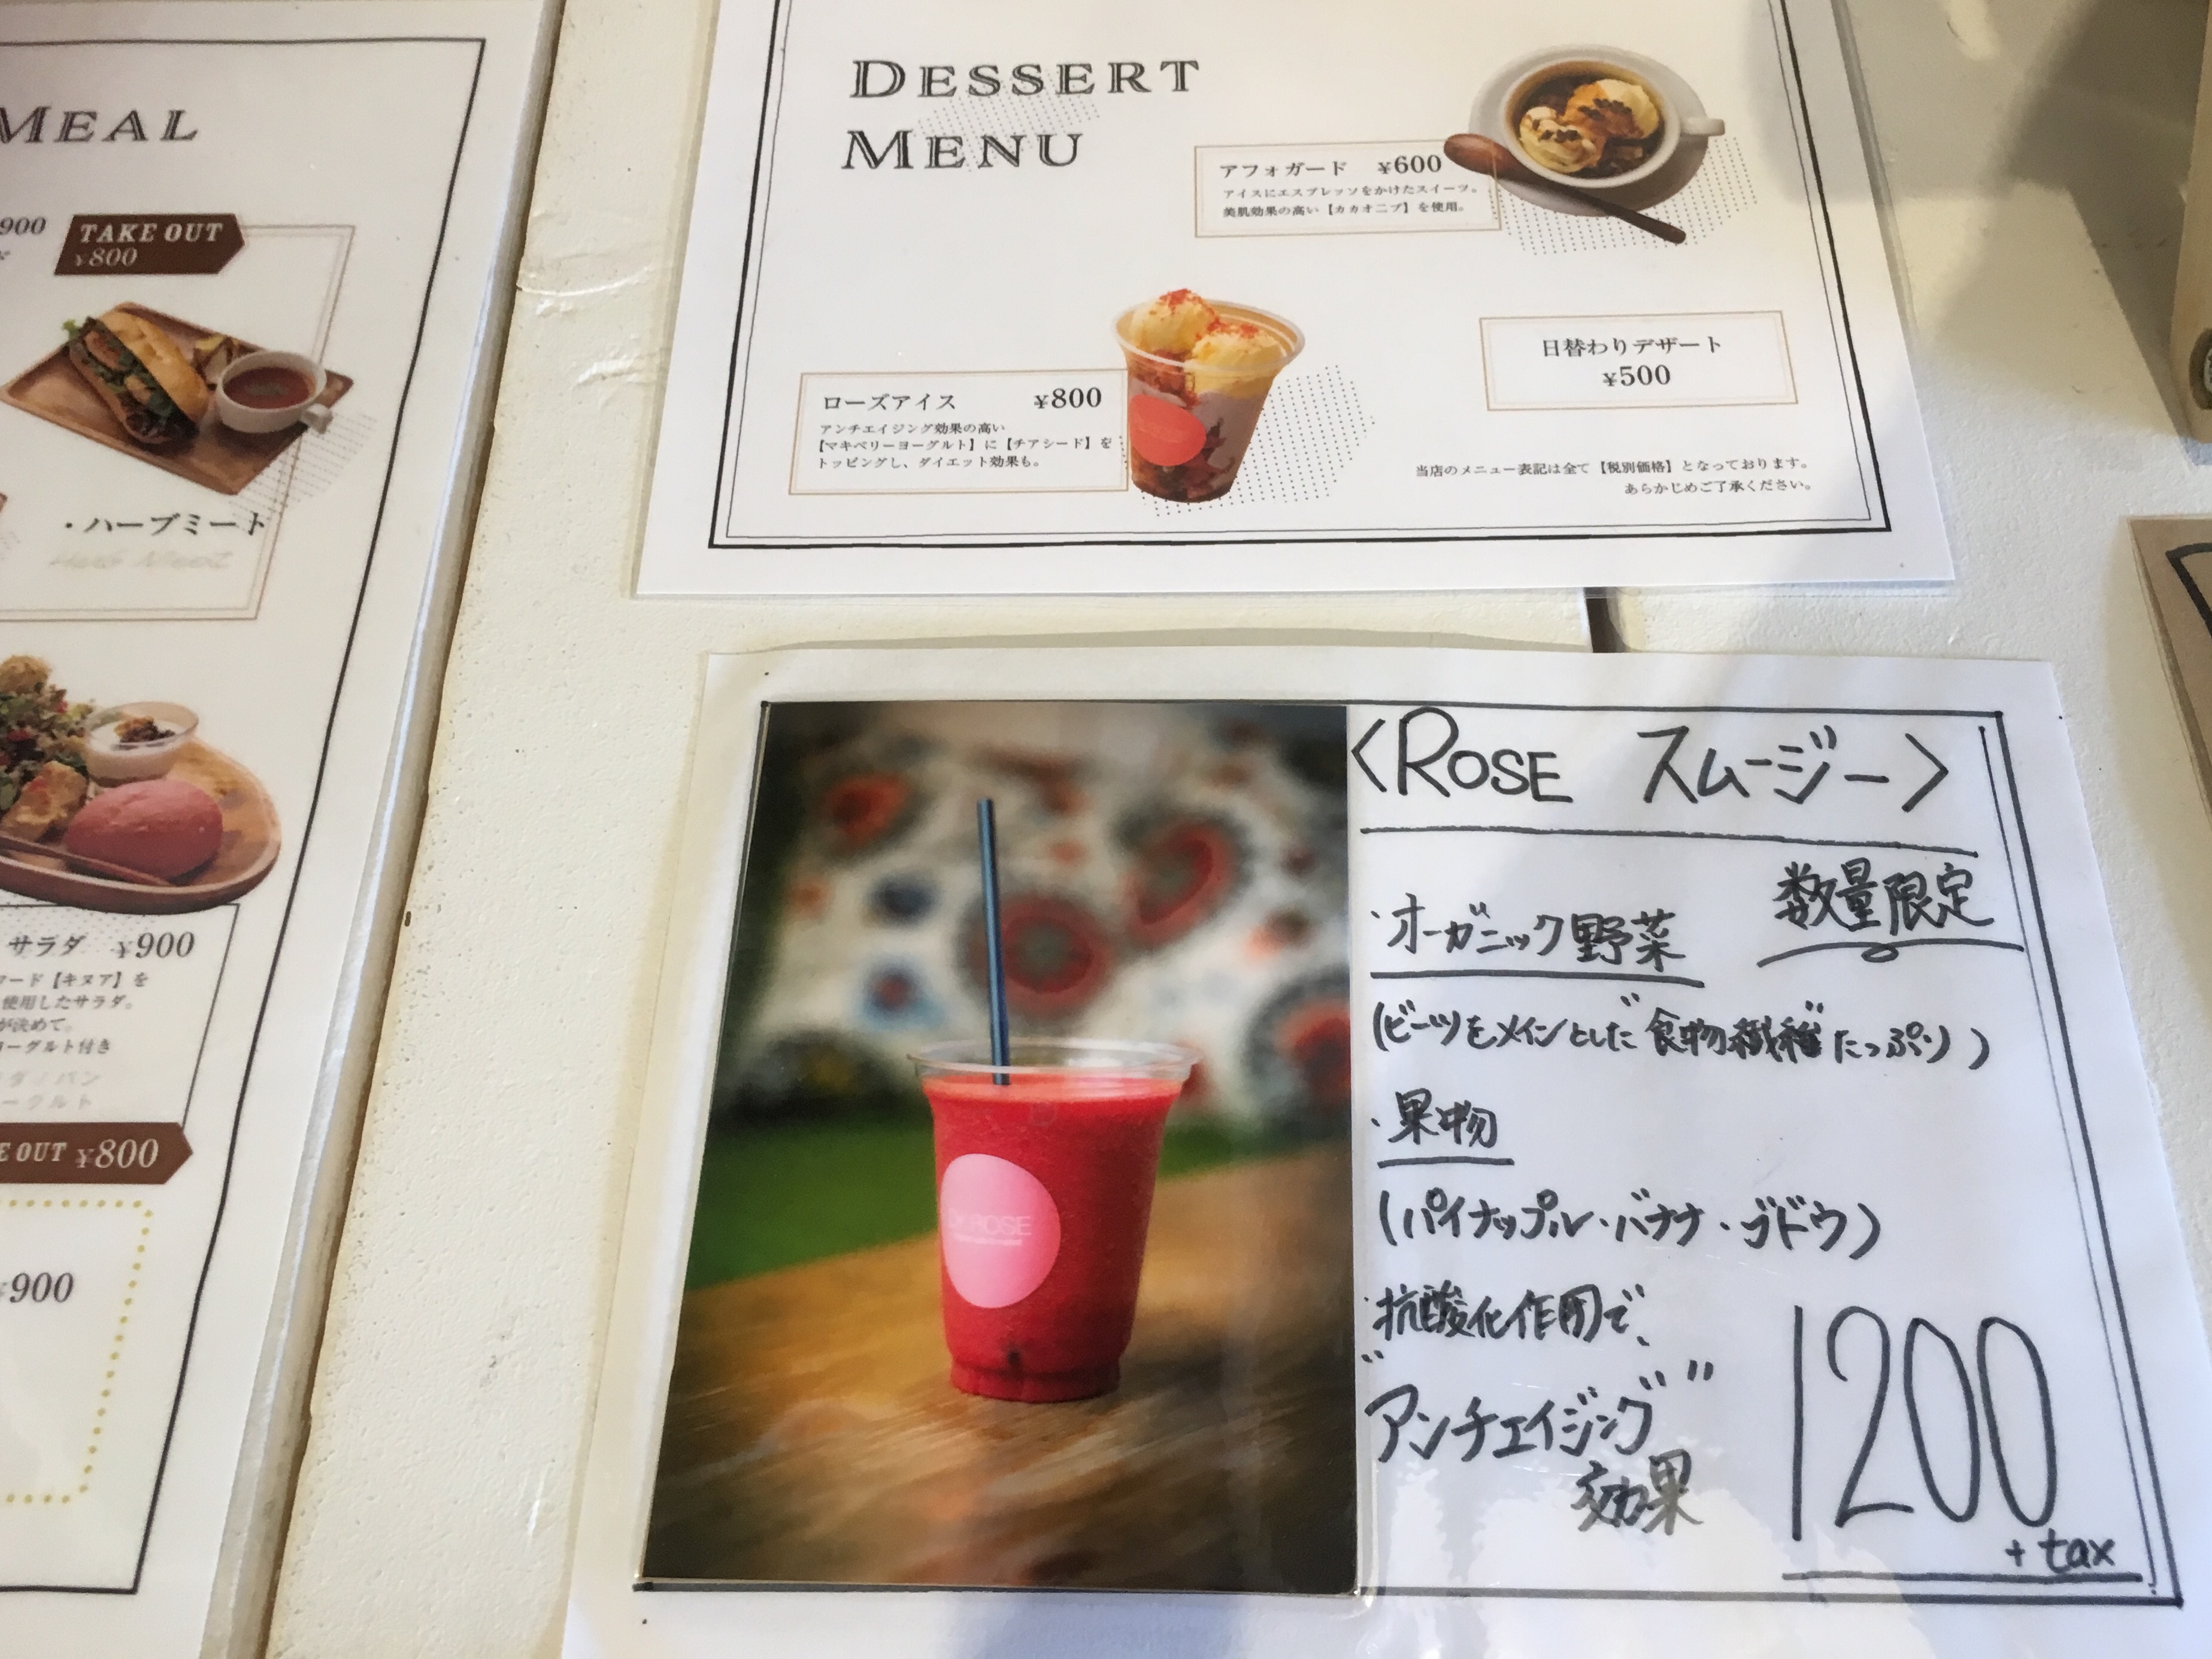 MEAL
900
TAKE OUT
¥800
・ハーブミート
Herb Meat
サラダ ¥900
ード【キヌア】を
使用したサラダ。
が決めて。
ヨーグルト付き
E OUT ¥800
¥900
DESSERT
MENU
アフォガード ¥600
アイスにエスプレッソをかけたスイーツ。
美肌効果の高い【カカオニブ】を使用。
ローズアイス ¥800
アンチエイジング効果の高い
【マキベリーヨーグルト】に【チアシード】を
トッピングし、ダイエット効果も。
日替わりデザート
¥500
当店のメニュー表記は全て【税別価格】となっております。
あらかじめご了承ください。
<ROSE スムージー>
数量限定
・オーガニック野菜
(ビーツをメインとした"食物繊維"たっぷり)
・果物
(パイナップル・バナナ・ブドウ)
・抗酸化作用で、
"アンチエイジング"
効果
1200
+tax
ROSE